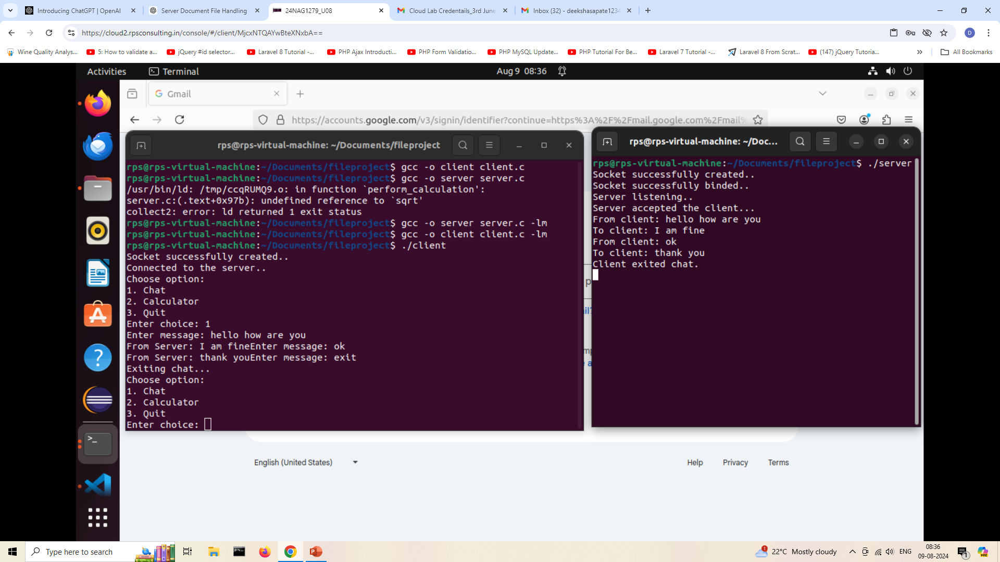 Introducing ChatGPT | OpenAI
Server Document File Handling
24NAG1279_U08
Cloud Lab Credentails_3rd June
Inbox (32) - deekshasapate1234
https://cloud2.rpsconsulting.in/console/#/client/MjcxNTQAYwBteXNxbA==
D
Wine Quality Analys...
5: How to validate a...
jQuery #id selector...
Laravel 8 Tutorial -...
PHP Ajax Introducti...
PHP Form Validatio...
PHP MySQL Update...
PHP Tutorial For Be...
Laravel 7 Tutorial -...
Laravel 8 From Scrat...
(147) jQuery Tutoria...
All Bookmarks
Activities
Terminal
Aug 9 08:36
Gmail
https://accounts.google.com/v3/signin/identifier?continue=https%3A%2F%2Fmail.google.com%2Fmail%
rps@rps-virtual-machine: ~/Documents/fileproject
rps@rps-virtual-machine:~/Documents/fileproject$ gcc -o client client.c
rps@rps-virtual-machine:~/Documents/fileproject$ gcc -o server server.c
/usr/bin/ld: /tmp/ccqRUMQ9.o: in function `perform_calculation':
server.c:(.text+0x97b): undefined reference to `sqrt'
collect2: error: ld returned 1 exit status
rps@rps-virtual-machine:~/Documents/fileproject$ gcc -o server server.c -lm
rps@rps-virtual-machine:~/Documents/fileproject$ gcc -o client client.c -lm
rps@rps-virtual-machine:~/Documents/fileproject$ ./client
Socket successfully created..
Connected to the server..
Choose option:
1. Chat
2. Calculator
3. Quit
Enter choice: 1
Enter message: hello how are you
From Server: I am fineEnter message: ok
From Server: thank youEnter message: exit
Exiting chat...
Choose option:
1. Chat
2. Calculator
3. Quit
Enter choice:
rps@rps-virtual-machine: ~/Doc...
rps@rps-virtual-machine:~/Documents/fileproject$ ./server
Socket successfully created..
Socket successfully binded..
Server listening..
Server accepted the client...
From client: hello how are you
To client: I am fine
From client: ok
To client: thank you
Client exited chat.
English (United States)
Help
Privacy
Terms
Type here to search
1
22°C Mostly cloudy
ENG
08:36
09-08-2024
1
PRE